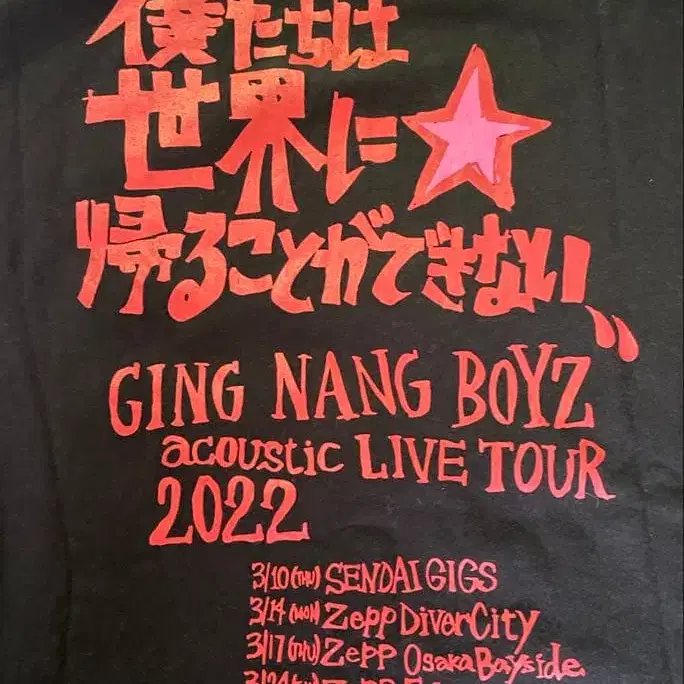 僕たちは
世界に★
帰ることができない〟
GING NANG BOYZ
acoustic LIVE TOUR
2022
3/10(THU) SENDAI GIGS
3/14(MON) Zepp DiverCity
3/17(THU) Zepp Osaka Bayside